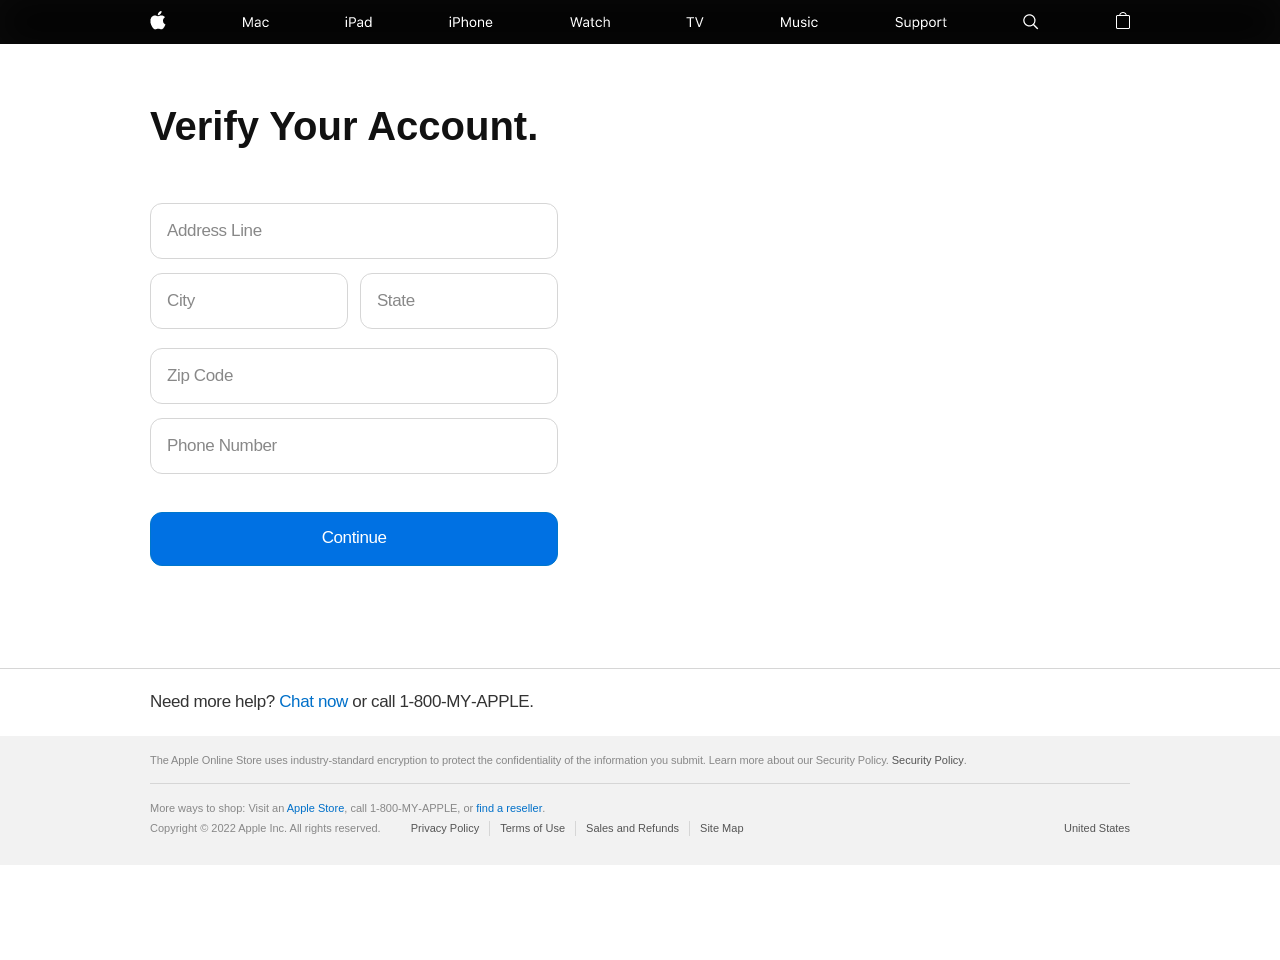 Mac iPad iPhone Watch TV Music Support
Verify Your Account.
Address Line
City State
Zip Code
Phone Number
Continue
Need more help? Chat now or call 1-800-MY-APPLE.
The Apple Online Store uses industry-standard encryption to protect the confidentiality of the information you submit. Learn more about our Security Policy. Security Policy.
More ways to shop: Visit an Apple Store, call 1-800-MY-APPLE, or find a reseller.
Copyright © 2022 Apple Inc. All rights reserved. Privacy Policy Terms of Use Sales and Refunds Site Map United States